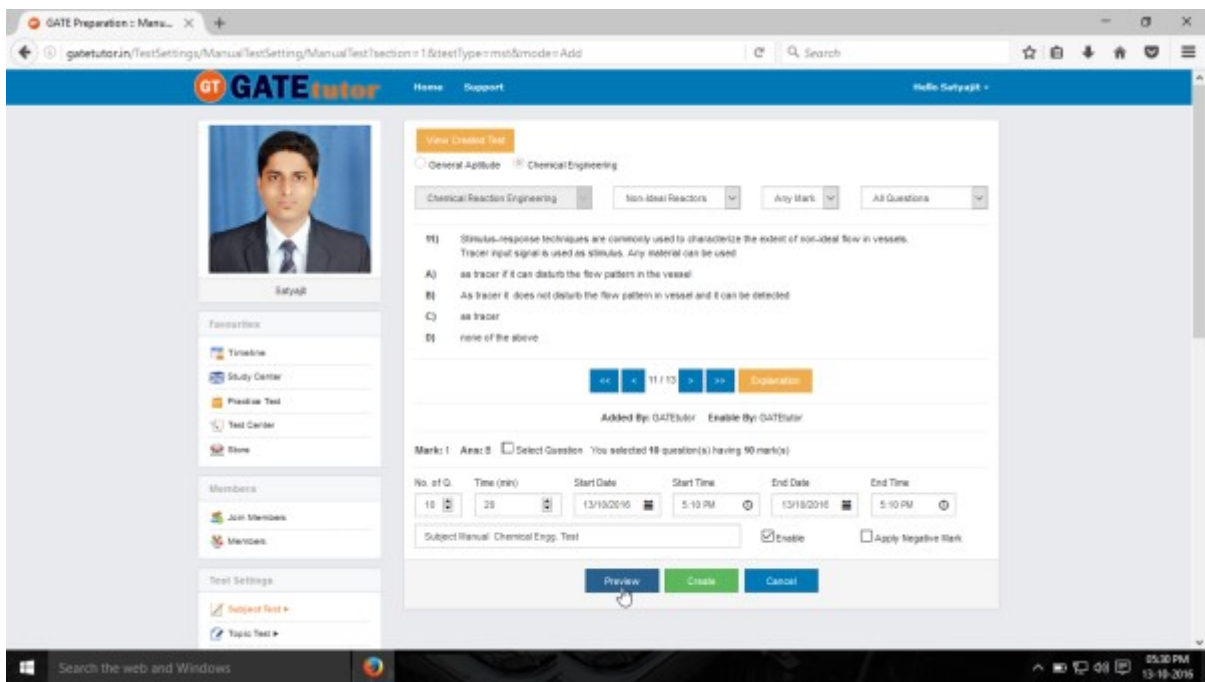 GATE Preparation :: Manu...
gatetutor.in/TestSettings/ManualTestSetting/ManualTest?section=1&testType=mst&mode=Add
Search
GT GATEtutor
Home Support
Hello Satyajit
Satyajit
Favourites
Timeline
Study Center
Practise Test
Test Center
Store
Members
Join Members
Members
Test Settings
Subject Test
Topic Test
View Created Test
General Aptitude Chemical Engineering
Chemical Reaction Engineering Non-ideal Reactors Any Mark All Questions
11) Stimulus-response techniques are commonly used to characterize the extent of non-ideal flow in vessels.
Tracer input signal is used as stimulus. Any material can be used
A) as tracer if it can disturb the flow pattern in the vessel
B) As tracer it does not disturb the flow pattern in vessel and it can be detected
C) as tracer
D) none of the above
<< < 11 / 13 > >> Explanation
Added By: GATEtutor Enable By: GATEtutor
Mark: 1 Ans: B Select Question You selected 10 question(s) having 10 mark(s)
No. of Q. Time (min) Start Date Start Time End Date End Time
10 20 13/10/2016 5:10 PM 13/10/2016 5:10 PM
Subject Manual Chemical Engg. Test Enable Apply Negative Mark
Preview Create Cancel
Search the web and Windows
05:30 PM
13-10-2016